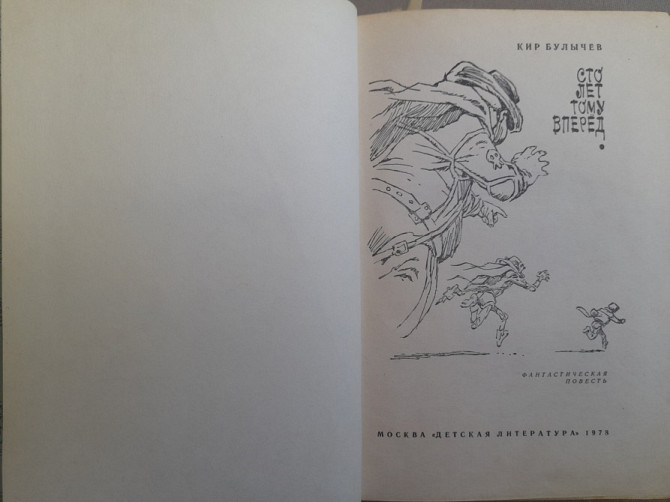 КИР БУЛЫЧЕВ
СТО
ЛЕТ
ТОМУ
ВПЕРЕД
ФАНТАСТИЧЕСКАЯ
ПОВЕСТЬ
МОСКВА «ДЕТСКАЯ ЛИТЕРАТУРА» 1978